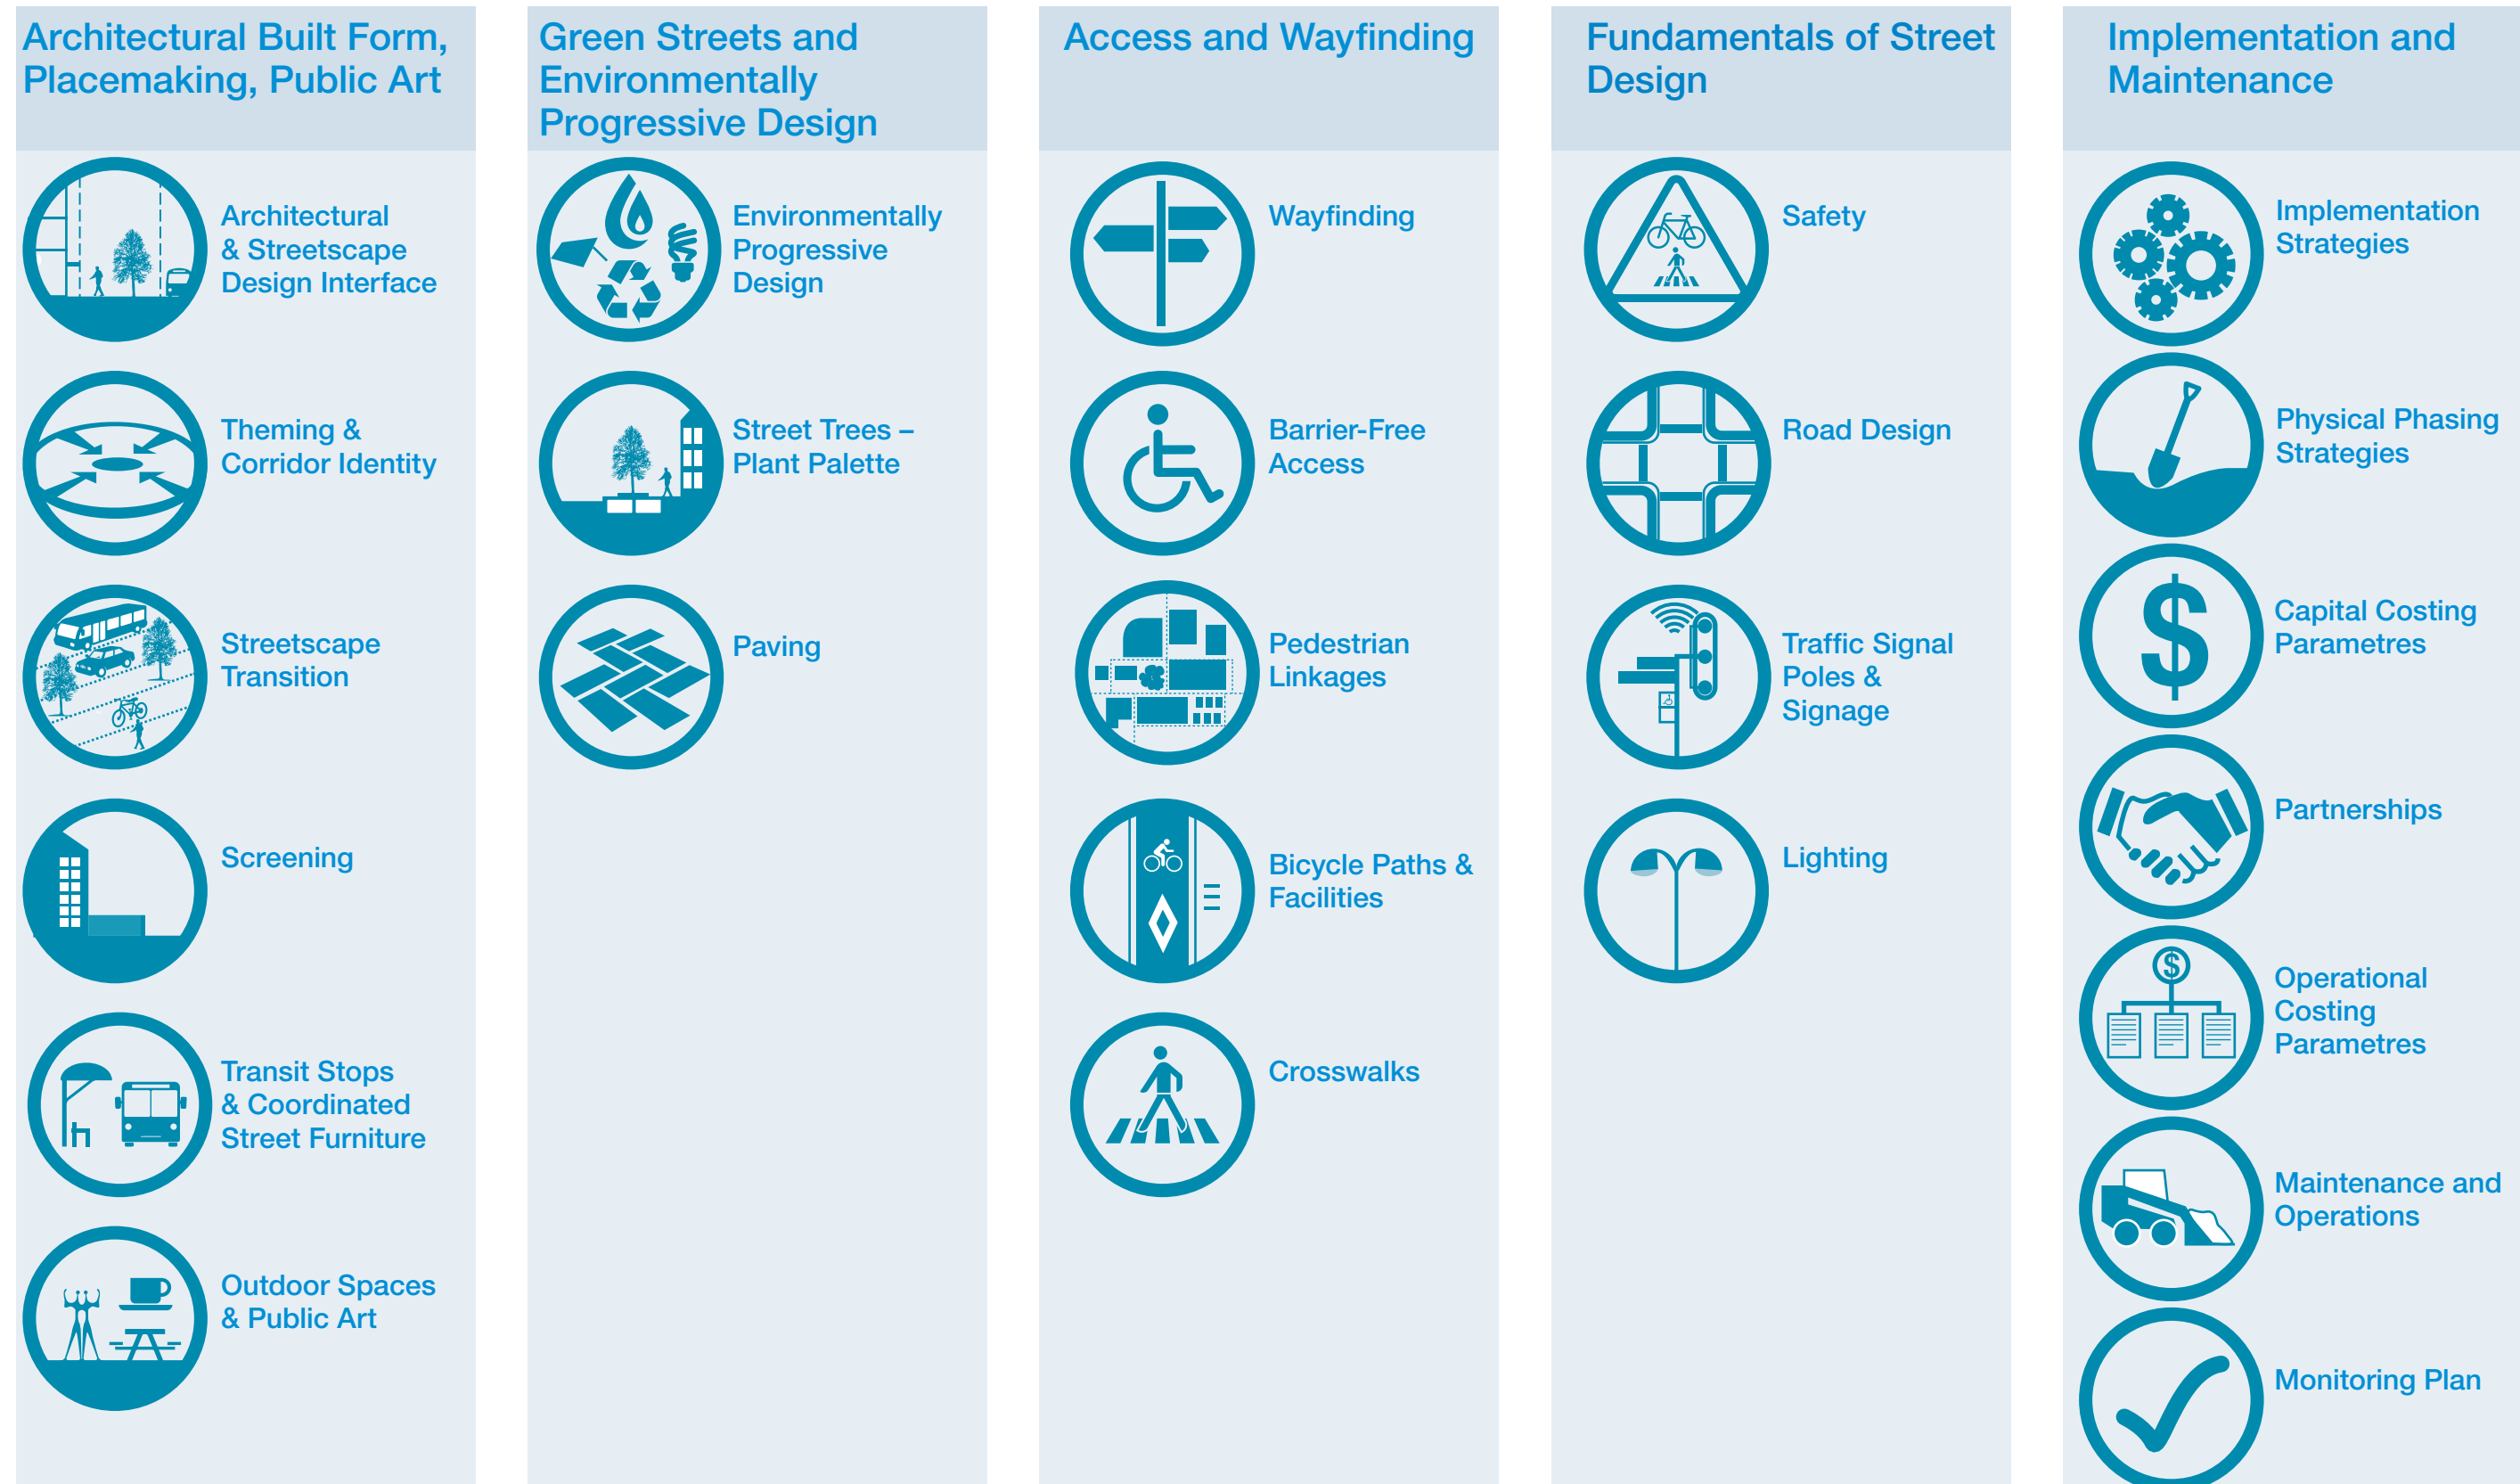 Architectural Built Form,
Placemaking, Public Art
Architectural
& Streetscape
Design Interface
Theming &
Corridor Identity
Streetscape
Transition
Screening
Transit Stops
& Coordinated
Street Furniture
Outdoor Spaces
& Public Art
Green Streets and
Environmentally
Progressive Design
Environmentally
Progressive
Design
Street Trees –
Plant Palette
Paving
Access and Wayfinding
Wayfinding
Barrier-Free
Access
Pedestrian
Linkages
Bicycle Paths &
Facilities
Crosswalks
Fundamentals of Street
Design
Safety
Road Design
Traffic Signal
Poles &
Signage
Lighting
Implementation and
Maintenance
Implementation
Strategies
Physical Phasing
Strategies
$
Capital Costing
Parametres
Partnerships
$
Operational
Costing
Parametres
Maintenance and
Operations
Monitoring Plan